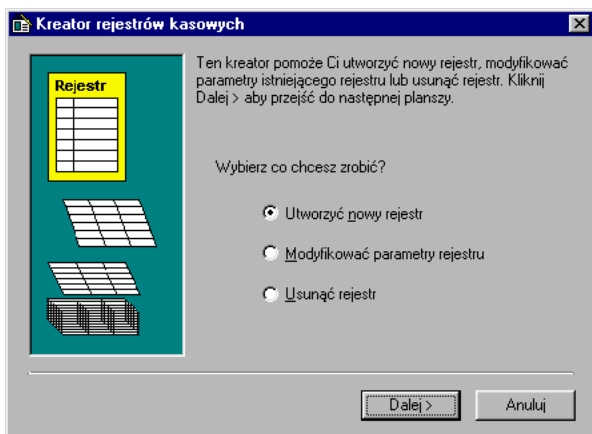 Kreator rejestrów kasowych
Ten kreator pomoże Ci utworzyć nowy rejestr, modyfikować
parametry istniejącego rejestru lub usunąć rejestr. Kliknij
Dalej > aby przejść do następnej planszy.
Rejestr
Wybierz co chcesz zrobić?
Utworzyć nowy rejestr
Modyfikować parametry rejestru
Usunąć rejestr
Dalej >
Anuluj